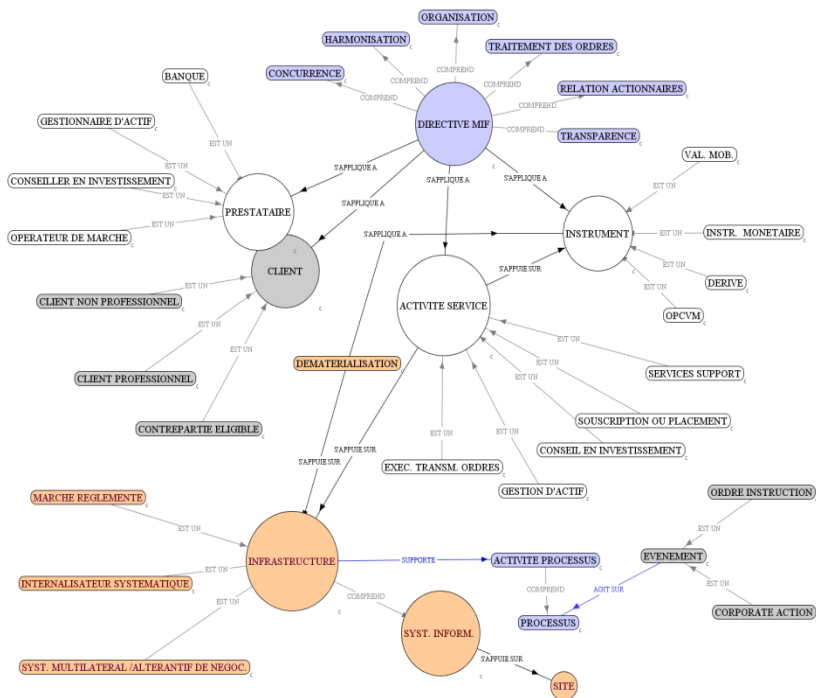 ORGANISATION
HARMONISATION
TRAITEMENT DES ORDRES
CONCURRENCE
RELATION ACTIONNAIRES
TRANSPARENCE
COMPREND
COMPREND
COMPREND
COMPREND
COMPREND
COMPREND
DIRECTIVE MIF
BANQUE
GESTIONNAIRE D'ACTIF
CONSEILLER EN INVESTISSEMENT
OPERATEUR DE MARCHE
EST UN
EST UN
EST UN
EST UN
PRESTATAIRE
S'APPLIQUE A
S'APPLIQUE A
S'APPLIQUE A
S'APPLIQUE A
S'APPLIQUE A
VAL. MOB.
INSTR. MONETAIRE
DERIVE
OPCVM
EST UN
EST UN
EST UN
EST UN
INSTRUMENT
CLIENT
CLIENT NON PROFESSIONNEL
CLIENT PROFESSIONNEL
CONTREPARTIE ELIGIBLE
EST UN
EST UN
EST UN
S'APPUIE SUR
ACTIVITE SERVICE
DEMATERIALISATION
SERVICES SUPPORT
SOUSCRIPTION OU PLACEMENT
CONSEIL EN INVESTISSEMENT
EXEC. TRANSM. ORDRES
GESTION D'ACTIF
EST UN
EST UN
EST UN
EST UN
EST UN
S'APPUIE SUR
S'APPUIE SUR
MARCHE REGLEMENTE
INTERNALISATEUR SYSTEMATIQUE
SYST. MULTILATERAL /ALTERANTIF DE NEGOC.
EST UN
EST UN
EST UN
INFRASTRUCTURE
SUPPORTE
ACTIVITE PROCESSUS
COMPREND
PROCESSUS
AGIT SUR
ORDRE INSTRUCTION
EST UN
EVENEMENT
EST UN
CORPORATE ACTION
COMPREND
SYST. INFORM.
S'APPUIE SUR
SITE